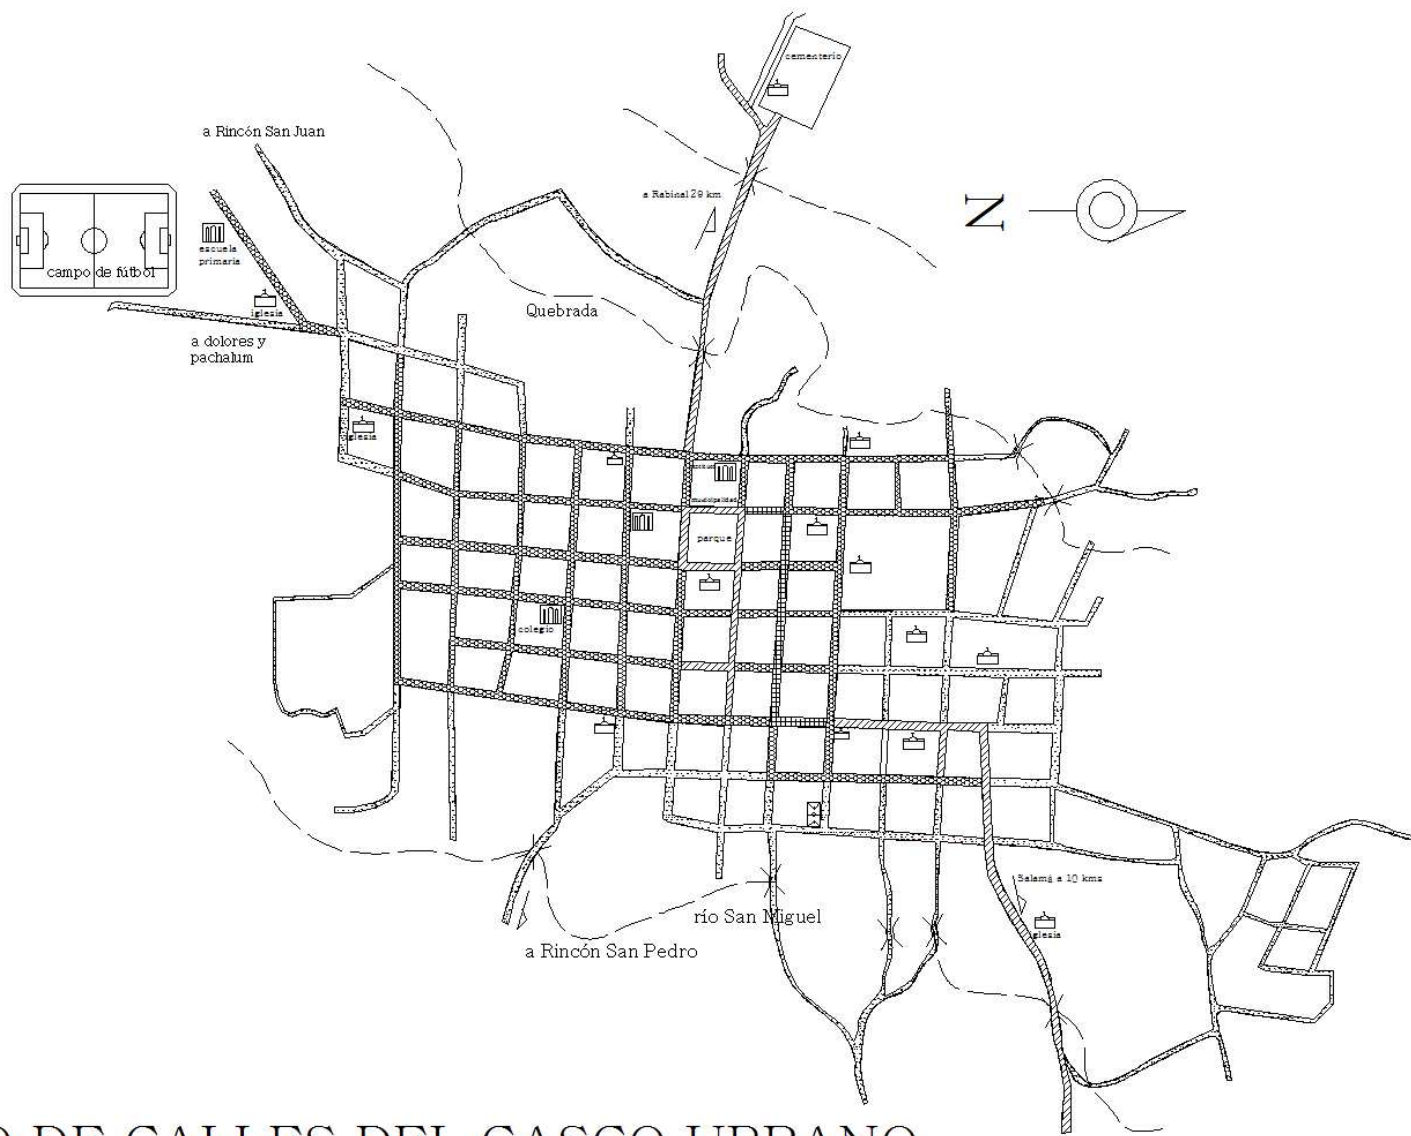 cementerio
a Rincón San Juan
a Rabinal 29 km
N
escuela
primaria
campo de fútbol
iglesia
Quebrada
a dolores y
pachalum
iglesia
municipalidad
parque
colegio
Salamá a 10 kms
río San Miguel
iglesia
a Rincón San Pedro
DE CALLES DEL CASCO URBANO